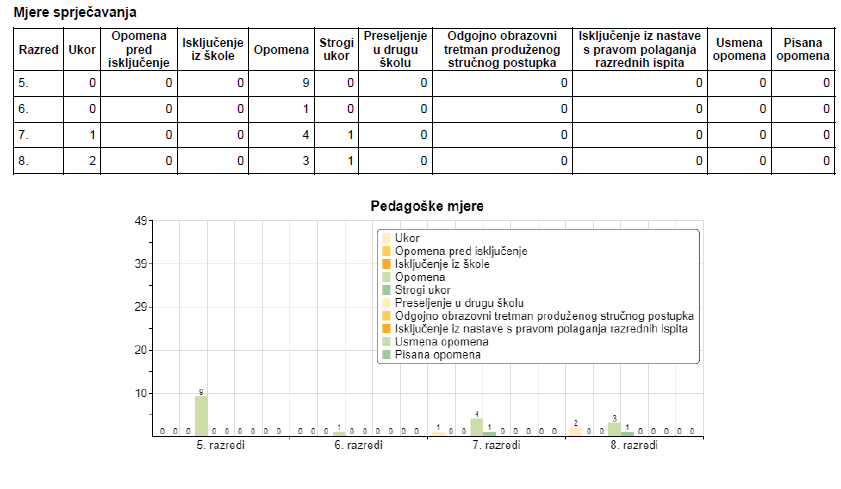 Mjere sprječavanja
Razred Ukor Opomena pred isključenje Isključenje iz škole Opomena Strogi ukor Preseljenje u drugu školu Odgojno obrazovni tretman produženog stručnog postupka Isključenje iz nastave s pravom polaganja razrednih ispita Usmena opomena Pisana opomena
5. 0 0 0 9 0 0 0 0 0 0
6. 0 0 0 1 0 0 0 0 0 0
7. 1 0 0 4 1 0 0 0 0 0
8. 2 0 0 3 1 0 0 0 0 0
Pedagoške mjere
49
39
29
20
10
Ukor
Opomena pred isključenje
Isključenje iz škole
Opomena
Strogi ukor
Preseljenje u drugu školu
Odgojno obrazovni tretman produženog stručnog postupka
Isključenje iz nastave s pravom polaganja razrednih ispita
Usmena opomena
Pisana opomena
0 0 0 9 0 0 0 0 0 0
0 0 0 1 0 0 0 0 0 0
1 0 0 4 1 0 0 0 0 0
2 0 0 3 1 0 0 0 0 0
5. razredi 6. razredi 7. razredi 8. razredi